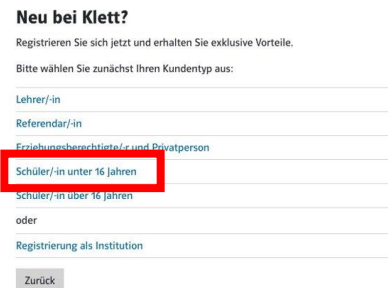 Neu bei Klett?
Registrieren Sie sich jetzt und erhalten Sie exklusive Vorteile.
Bitte wählen Sie zunächst Ihren Kundentyp aus:
Lehrer/-in
Referendar/-in
Erziehungsberechtigte/-r und Privatperson
Schüler/-in unter 16 Jahren
Schüler/-in über 16 Jahren
oder
Registrierung als Institution
Zurück